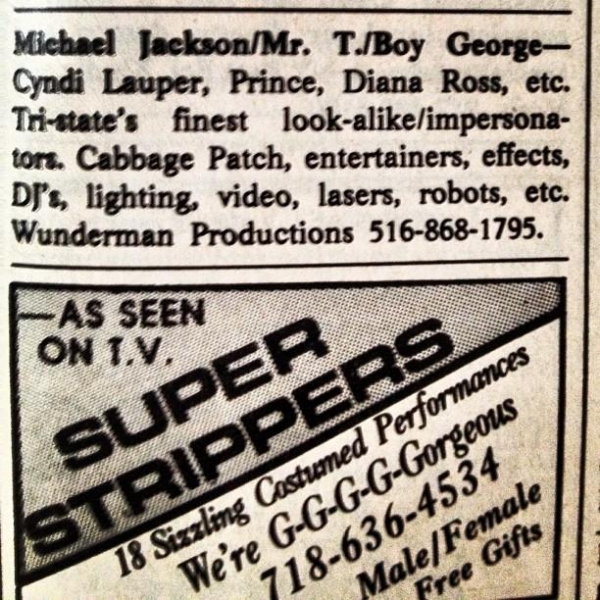 Michael Jackson/Mr. T./Boy George—
Cyndi Lauper, Prince, Diana Ross, etc.
Tri-state's finest look-alike/impersona-
tors. Cabbage Patch, entertainers, effects,
DJ's, lighting, video, lasers, robots, etc.
Wunderman Productions 516-868-1795.
—AS SEEN
ON T.V.
SUPER
STRIPPERS
18 Sizzling Costumed Performances
We're G-G-G-G-Gorgeous
718-636-4534
Male/Female
Free Gifts